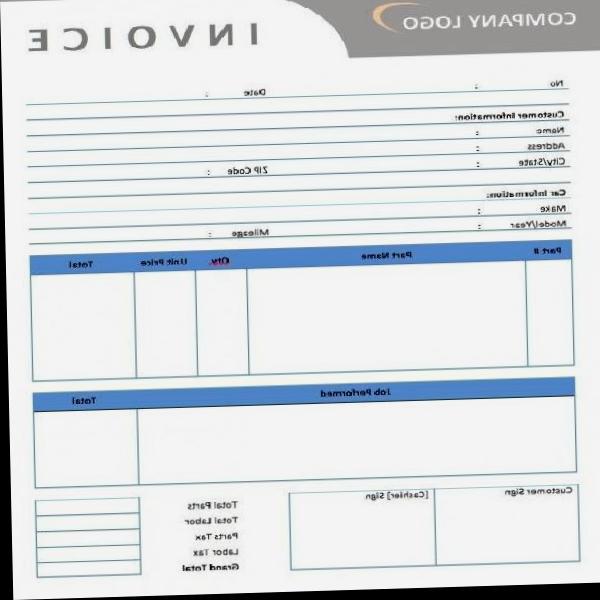 COMPANY LOGO INVOICE
No : Date :
Customer Information:
Name :
Address :
City/State : ZIP Code :
Car Information:
Make :
Model/Year : Mileage :
Part # Part Name Qty. Unit Price Total
Job Performed Total
Customer Sign [Cashier] Sign
Total Parts
Total Labor
Parts Tax
Labor Tax
Grand Total